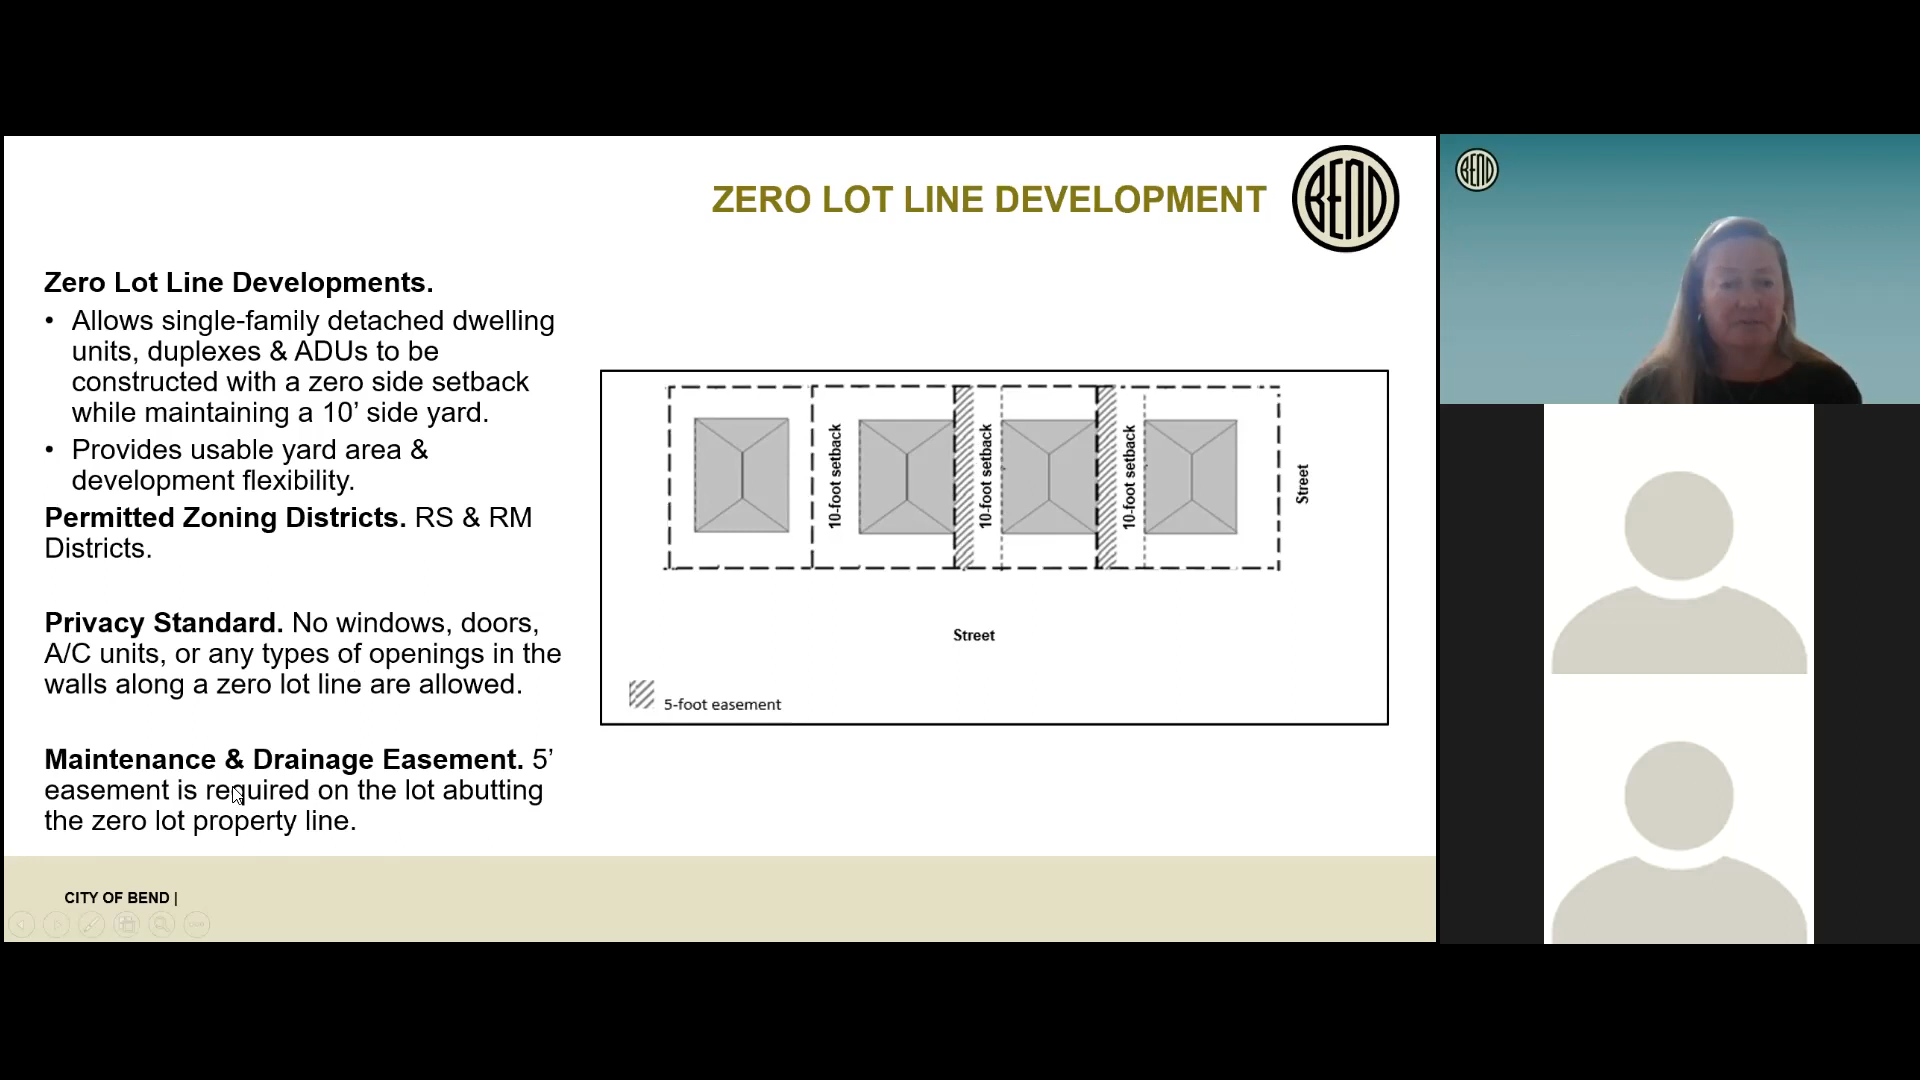 ZERO LOT LINE DEVELOPMENT
BEND
BEND
Zero Lot Line Developments.
• Allows single-family detached dwelling
units, duplexes & ADUs to be
constructed with a zero side setback
while maintaining a 10’ side yard.
• Provides usable yard area &
development flexibility.
Permitted Zoning Districts. RS & RM
Districts.
Privacy Standard. No windows, doors,
A/C units, or any types of openings in the
walls along a zero lot line are allowed.
Maintenance & Drainage Easement. 5’
easement is required on the lot abutting
the zero lot property line.
10-foot setback
10-foot setback
10-foot setback
Street
Street
5-foot easement
CITY OF BEND |